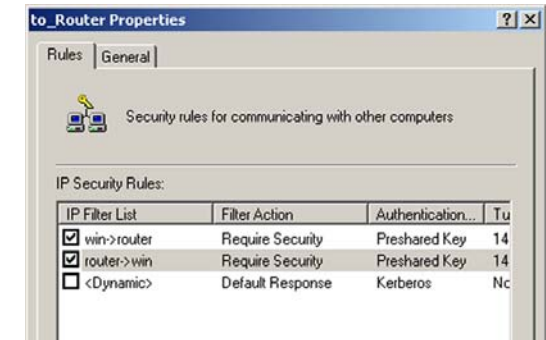 to_Router Properties
Rules General
Security rules for communicating with other computers
IP Security Rules:
IP Filter List Filter Action Authentication... Tu
win->router Require Security Preshared Key 14
router->win Require Security Preshared Key 14
<Dynamic> Default Response Kerberos Nc